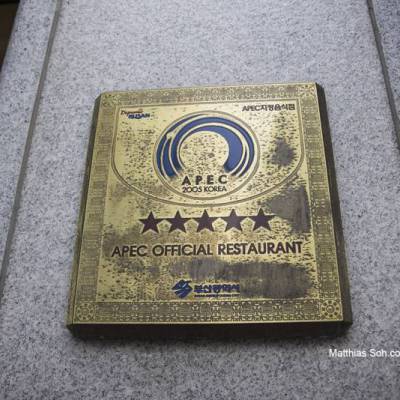 Dynamic
BUSAN
APEC지정음식점
APEC
2005 KOREA
APEC OFFICIAL RESTAURANT
부산광역시
Matthias Soh.co